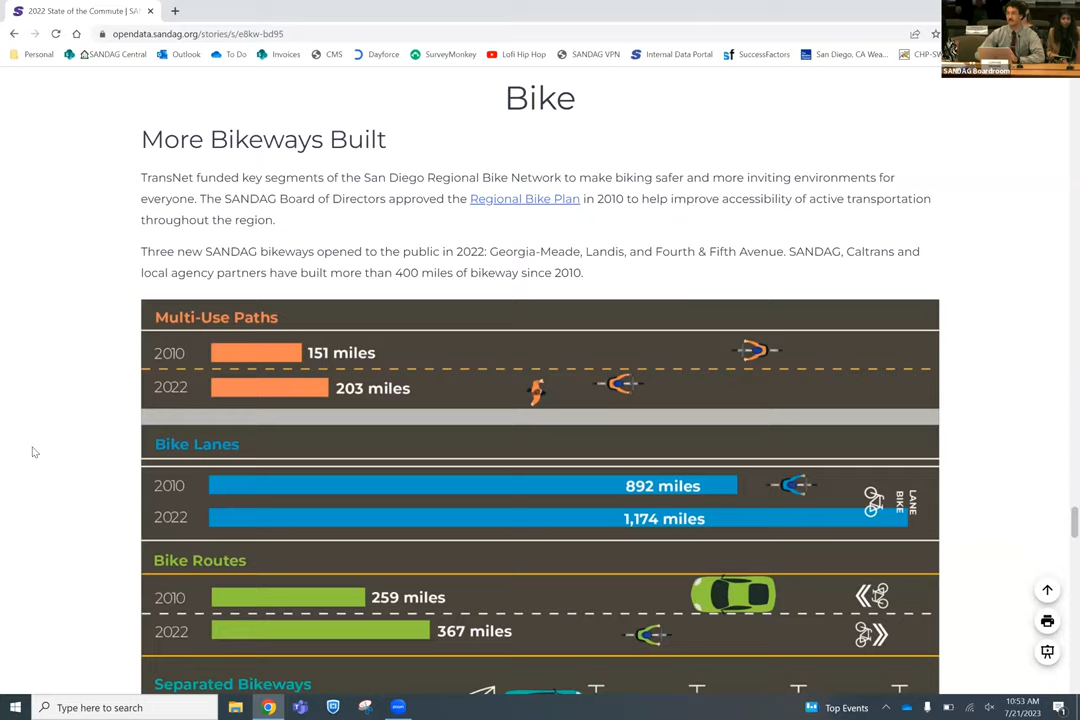 2022 State of the Commute | SA
opendata.sandag.org/stories/s/e8kw-bd95
Personal
SANDAG Central
Outlook
To Do
Invoices
CMS
Dayforce
SurveyMonkey
Lofi Hip Hop
SANDAG VPN
Internal Data Portal
SuccessFactors
San Diego, CA Wea...
CHP-SW
SANDAG Boardroom
Bike
More Bikeways Built
TransNet funded key segments of the San Diego Regional Bike Network to make biking safer and more inviting environments for
everyone. The SANDAG Board of Directors approved the Regional Bike Plan in 2010 to help improve accessibility of active transportation
throughout the region.
Three new SANDAG bikeways opened to the public in 2022: Georgia-Meade, Landis, and Fourth & Fifth Avenue. SANDAG, Caltrans and
local agency partners have built more than 400 miles of bikeway since 2010.
Multi-Use Paths
2010 151 miles
2022 203 miles
Bike Lanes
2010 892 miles
2022 1,174 miles
BIKE
LANE
Bike Routes
2010 259 miles
2022 367 miles
Separated Bikeways
Type here to search
Top Events
10:53 AM
7/21/2023